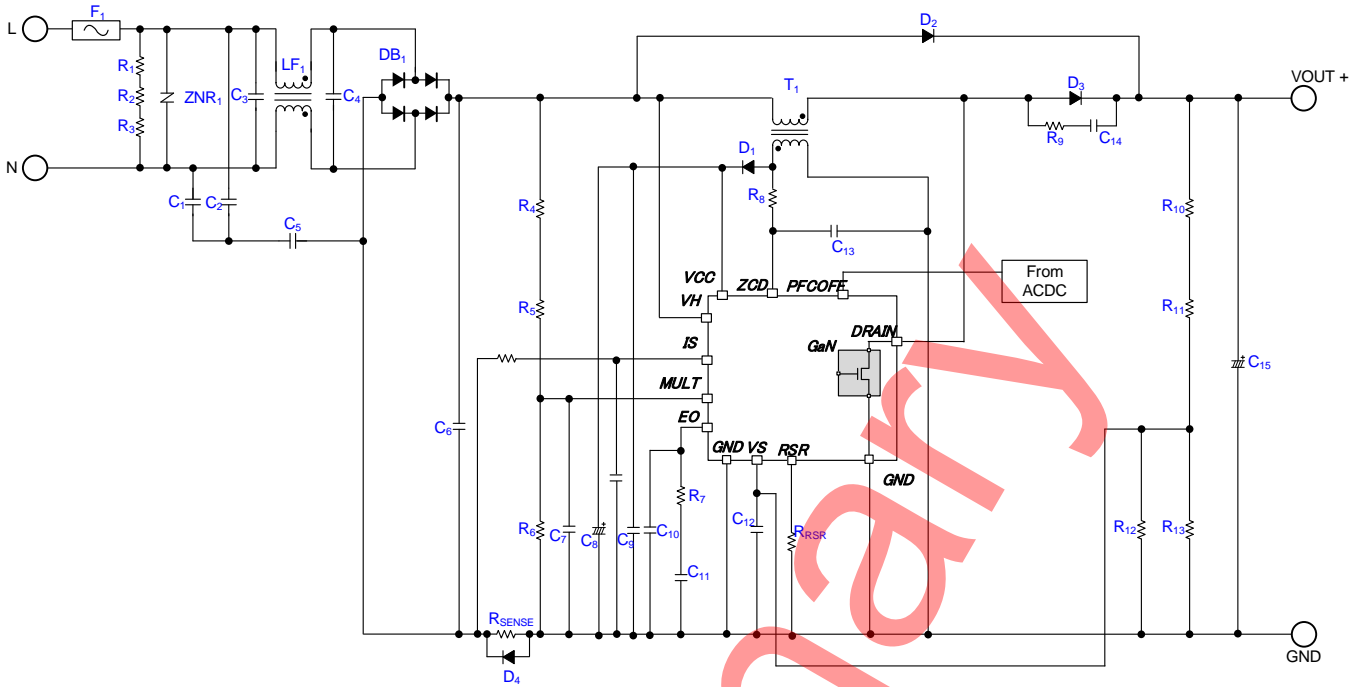 F1
L
R1
R2
R3
ZNR1
C3
LF1
C4
DB1
D2
T1
D3
R9
C14
VOUT +
N
C1
C2
C5
D1
R8
C13
R4
R5
R10
R11
VCC
ZCD
PFCOFF
From
ACDC
VH
IS
MULT
EO
GaN
DRAIN
GND
VS
RSR
GND
C15
C6
R6
C7
C8
C9
C10
R7
C11
C12
RRSR
R12
R13
RSENSE
D4
GND
nary